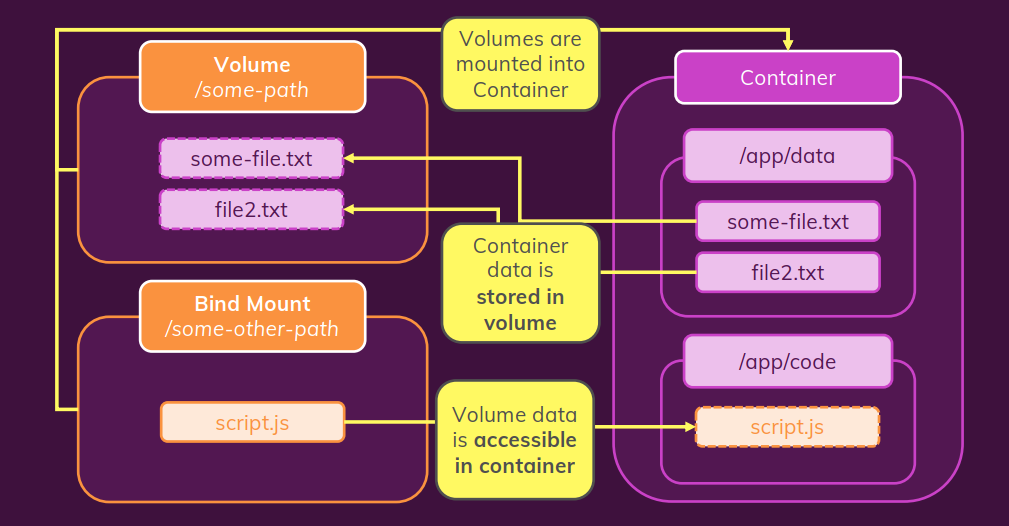 Volumes are
mounted into
Container
Volume
/some-path
some-file.txt
file2.txt
Container
/app/data
some-file.txt
file2.txt
Container
data is
stored in
volume
Bind Mount
/some-other-path
script.js
Volume data
is accessible
in container
/app/code
script.js